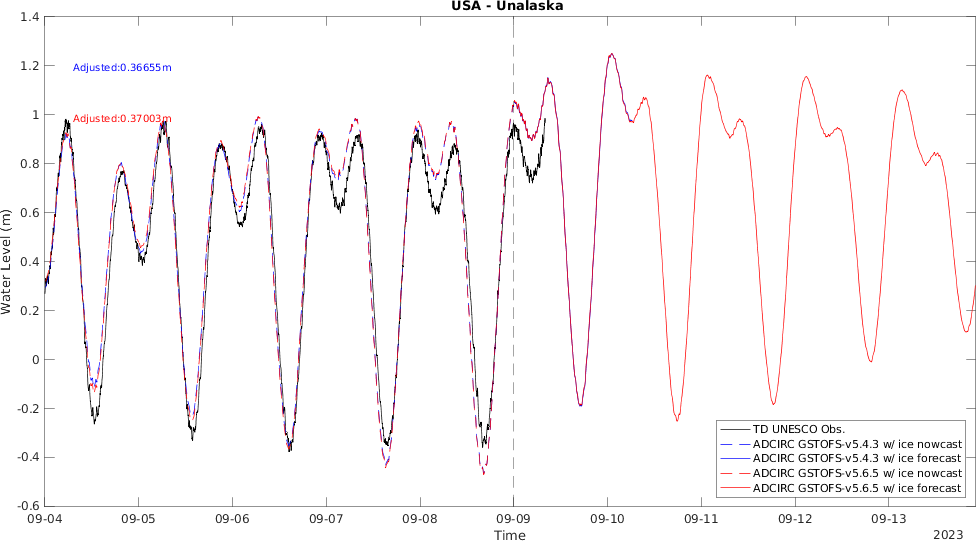 USA - Unalaska
1.4
1.2
1
0.8
0.6
0.4
0.2
0
-0.2
-0.4
-0.6
Water Level (m)
Adjusted:0.36655m
Adjusted:0.37003m
TD UNESCO Obs.
ADCIRC GSTOFS-v5.4.3 w/ ice nowcast
ADCIRC GSTOFS-v5.4.3 w/ ice forecast
ADCIRC GSTOFS-v5.6.5 w/ ice nowcast
ADCIRC GSTOFS-v5.6.5 w/ ice forecast
09-04 09-05 09-06 09-07 09-08 09-09 09-10 09-11 09-12 09-13
Time
2023